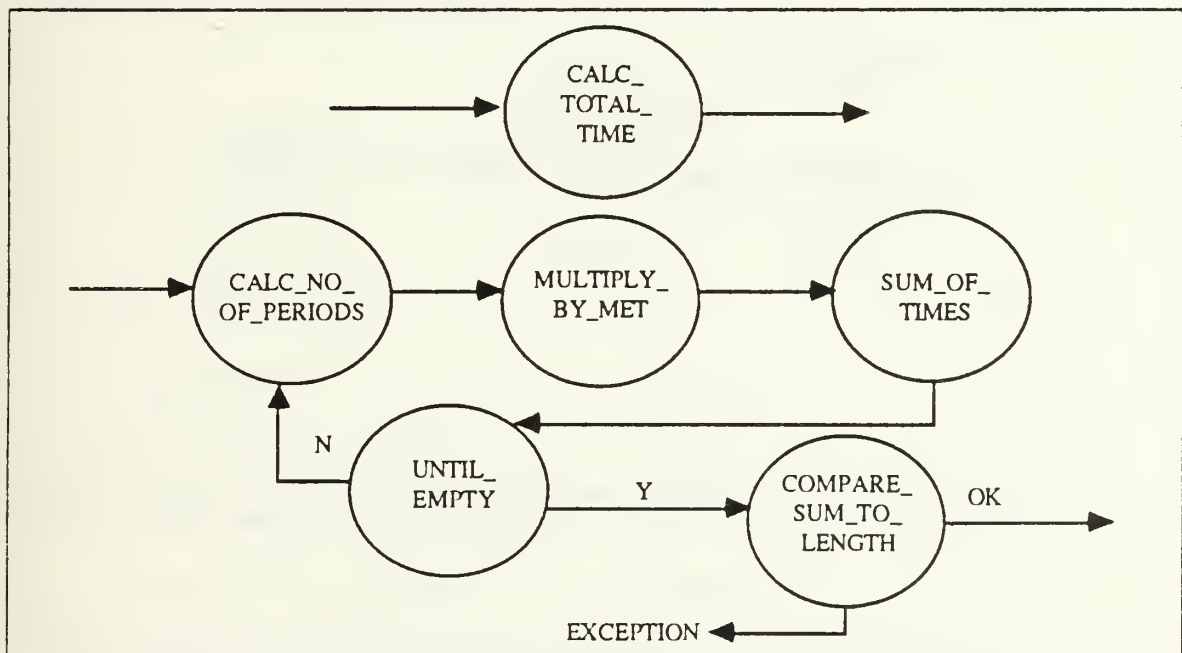 CALC_
TOTAL_
TIME
CALC_NO_
OF_PERIODS
MULTIPLY_
BY_MET
SUM_OF_
TIMES
N
UNTIL_
EMPTY
Y
COMPARE_
SUM_TO_
LENGTH
OK
EXCEPTION